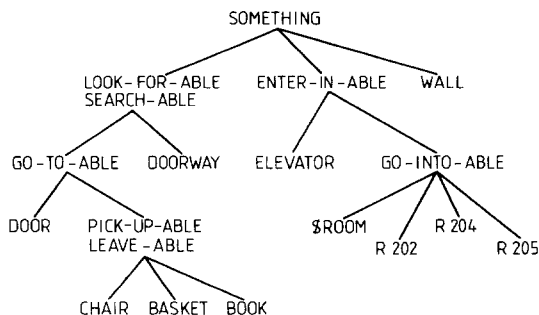 SOMETHING
LOOK-FOR-ABLE ENTER-IN-ABLE WALL
SEARCH-ABLE
GO-TO-ABLE DOORWAY ELEVATOR GO-INTO-ABLE
DOOR PICK-UP-ABLE $ROOM R 204
LEAVE-ABLE R 202 R 205
CHAIR BASKET BOOK